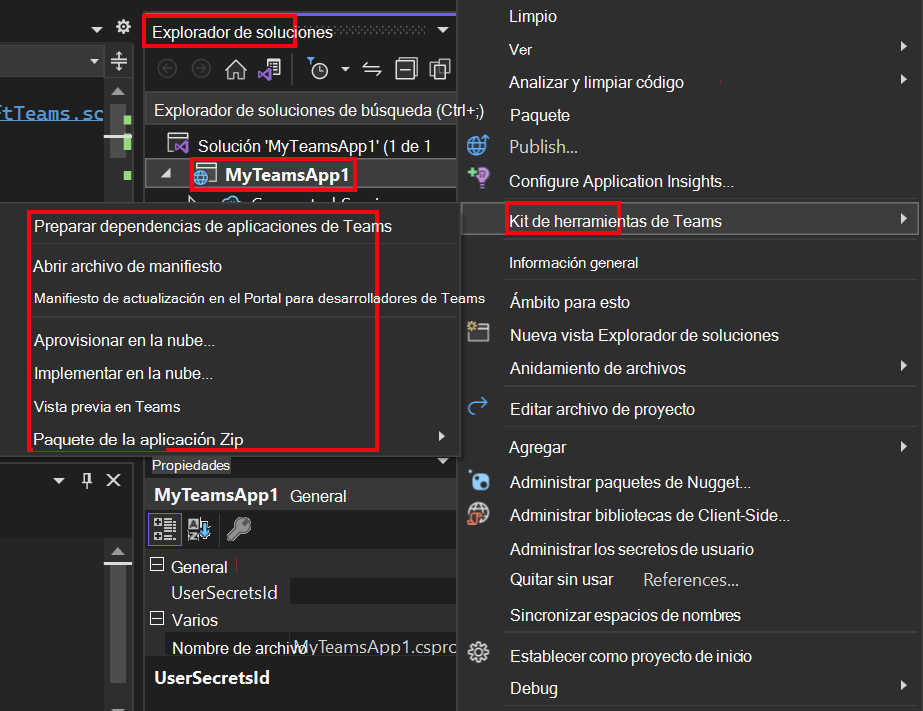 Explorador de soluciones
Explorador de soluciones de búsqueda (Ctrl+;)
tTeams.sc
Solución 'MyTeamsApp1' (1 de 1
MyTeamsApp1
Preparar dependencias de aplicaciones de Teams
Abrir archivo de manifiesto
Manifiesto de actualización en el Portal para desarrolladores de Teams
Aprovisionar en la nube...
Implementar en la nube...
Vista previa en Teams
Paquete de la aplicación Zip
Propiedades
MyTeamsApp1 General
General
UserSecretsId
Varios
Nombre de archivo MyTeamsApp1.cspro
UserSecretsId
Limpio
Ver
Analizar y limpiar código
Paquete
Publish...
Configure Application Insights...
Kit de herramientas de Teams
Información general
Ámbito para esto
Nueva vista Explorador de soluciones
Anidamiento de archivos
Editar archivo de proyecto
Agregar
Administrar paquetes de Nugget...
Administrar bibliotecas de Client-Side...
Administrar los secretos de usuario
Quitar sin usar References...
Sincronizar espacios de nombres
Establecer como proyecto de inicio
Debug